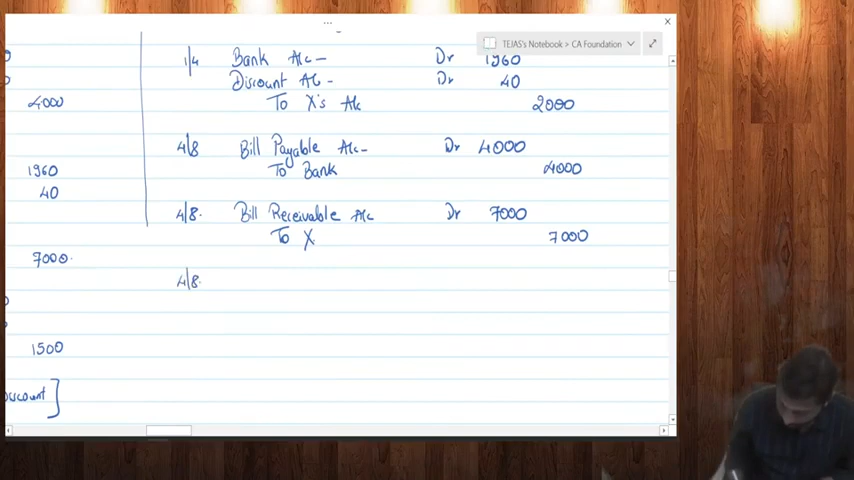 TEJAS's Notebook > CA Foundation
4000
1960
40
7000.
1500
1/4 Bank A/c- Dr 1960
Discount A/c- Dr 40
To X's A/c 2000
4/8 Bill Payable A/c- Dr 4000
To Bank 4000
4/8. Bill Receivable A/c Dr 7000
To X 7000
4/8.